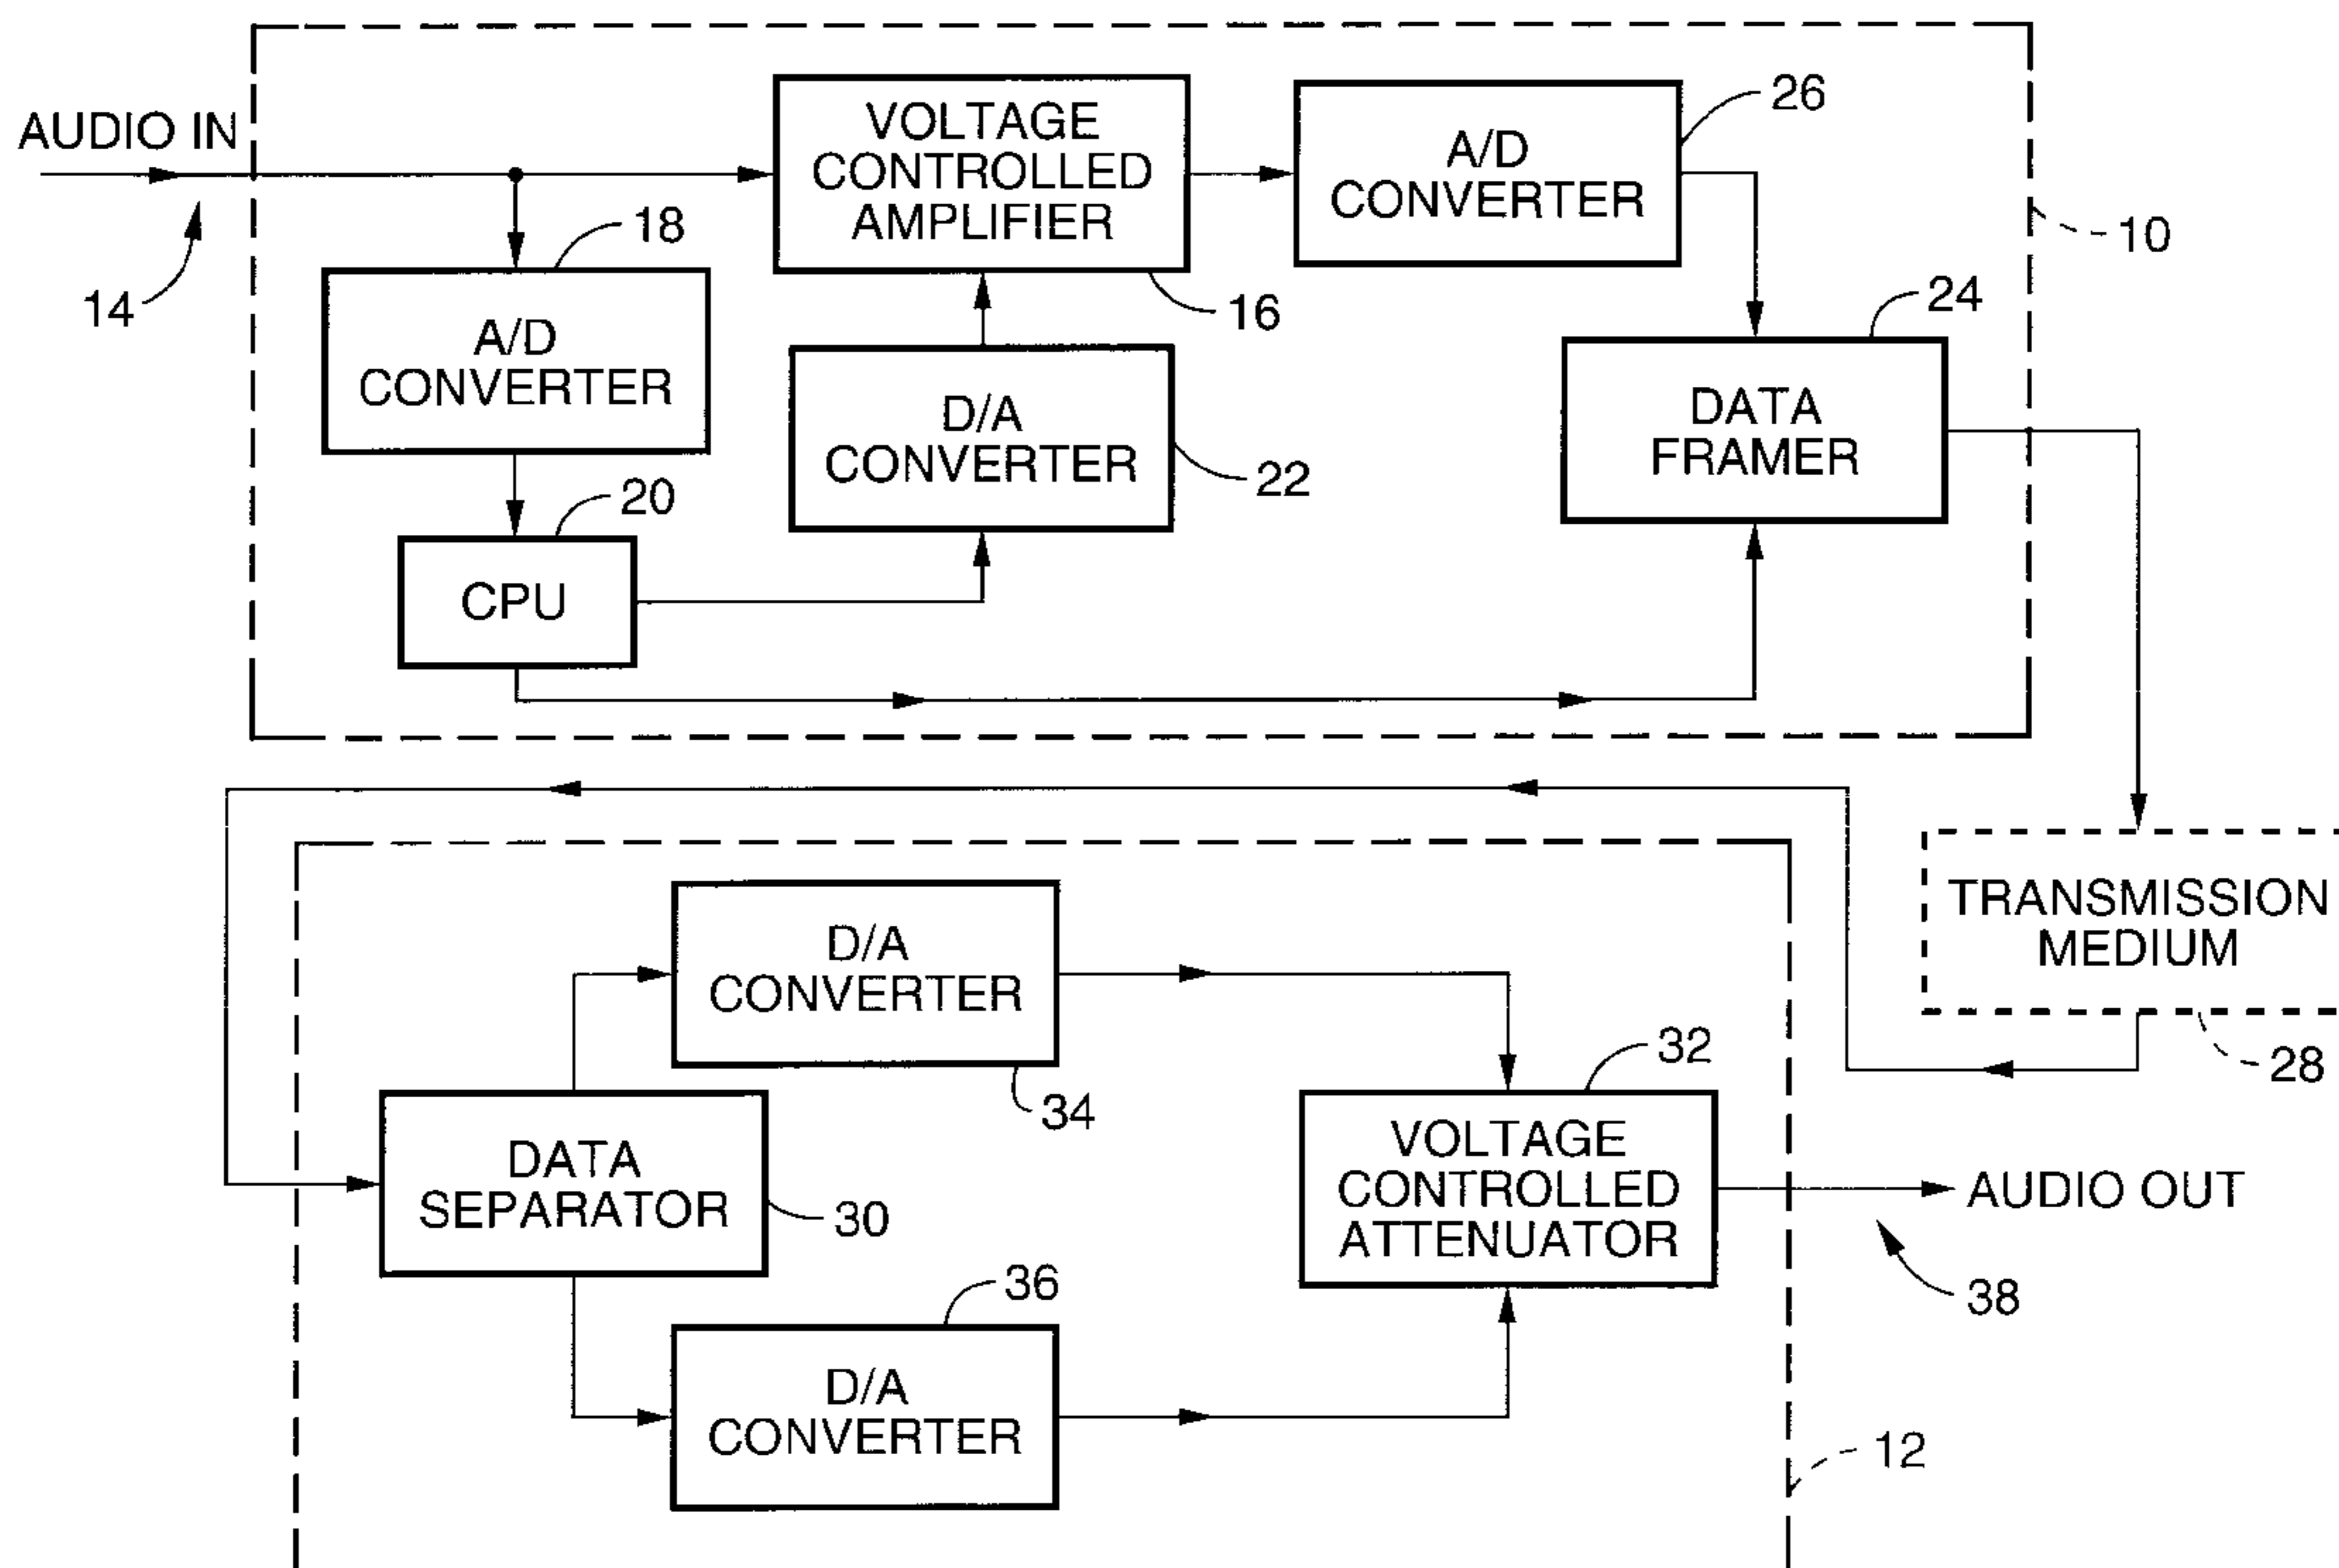 AUDIO IN
14
VOLTAGE
CONTROLLED
AMPLIFIER
16
A/D
CONVERTER
26
10
A/D
CONVERTER
18
D/A
CONVERTER
22
DATA
FRAMER
24
CPU
20
TRANSMISSION
MEDIUM
28
D/A
CONVERTER
34
DATA
SEPARATOR
30
VOLTAGE
CONTROLLED
ATTENUATOR
32
AUDIO OUT
38
D/A
CONVERTER
36
12